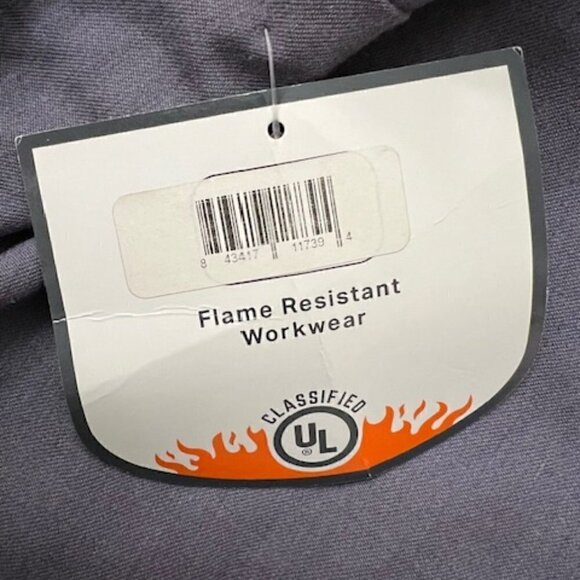 8 43417 11739 4
Flame Resistant
Workwear
CLASSIFIED
UL
®